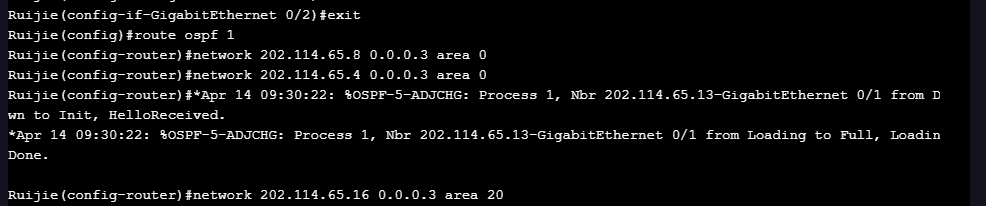 Ruijie(config-if-GigabitEthernet 0/2)#exit
Ruijie(config)#route ospf 1
Ruijie(config-router)#network 202.114.65.8 0.0.0.3 area 0
Ruijie(config-router)#network 202.114.65.4 0.0.0.3 area 0
Ruijie(config-router)#*Apr 14 09:30:22: %OSPF-5-ADJCHG: Process 1, Nbr 202.114.65.13-GigabitEthernet 0/1 from D
wn to Init, HelloReceived.
*Apr 14 09:30:22: %OSPF-5-ADJCHG: Process 1, Nbr 202.114.65.13-GigabitEthernet 0/1 from Loading to Full, Loadin
Done.
Ruijie(config-router)#network 202.114.65.16 0.0.0.3 area 20